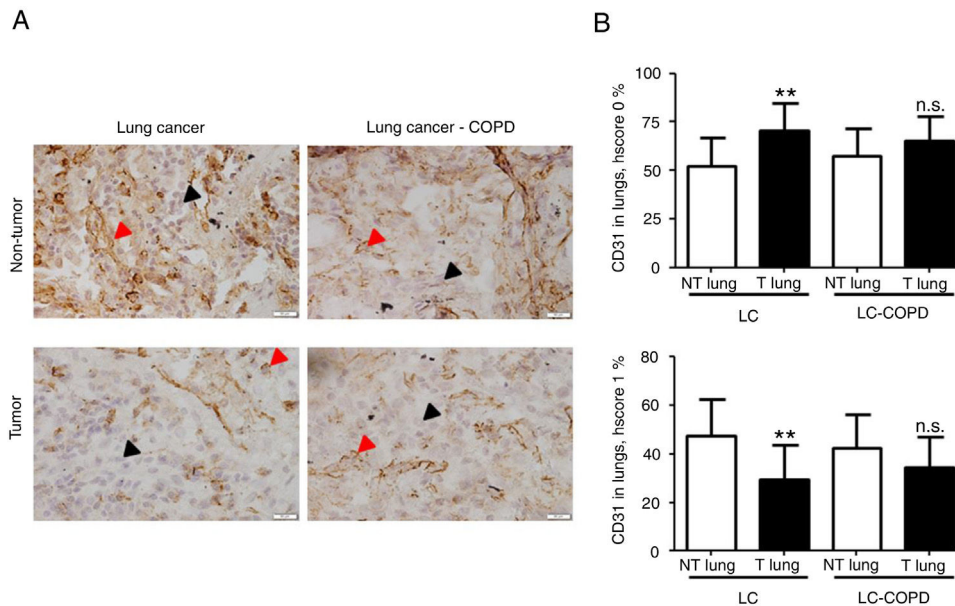 A
Lung cancer
Lung cancer - COPD
Non-tumor
Tumor
B
CD31 in lungs, hscore 0 %
100
75
50
25
0
**
n.s.
NT lung T lung NT lung T lung
LC LC-COPD
CD31 in lungs, hscore 1 %
80
60
40
20
0
**
n.s.
NT lung T lung NT lung T lung
LC LC-COPD